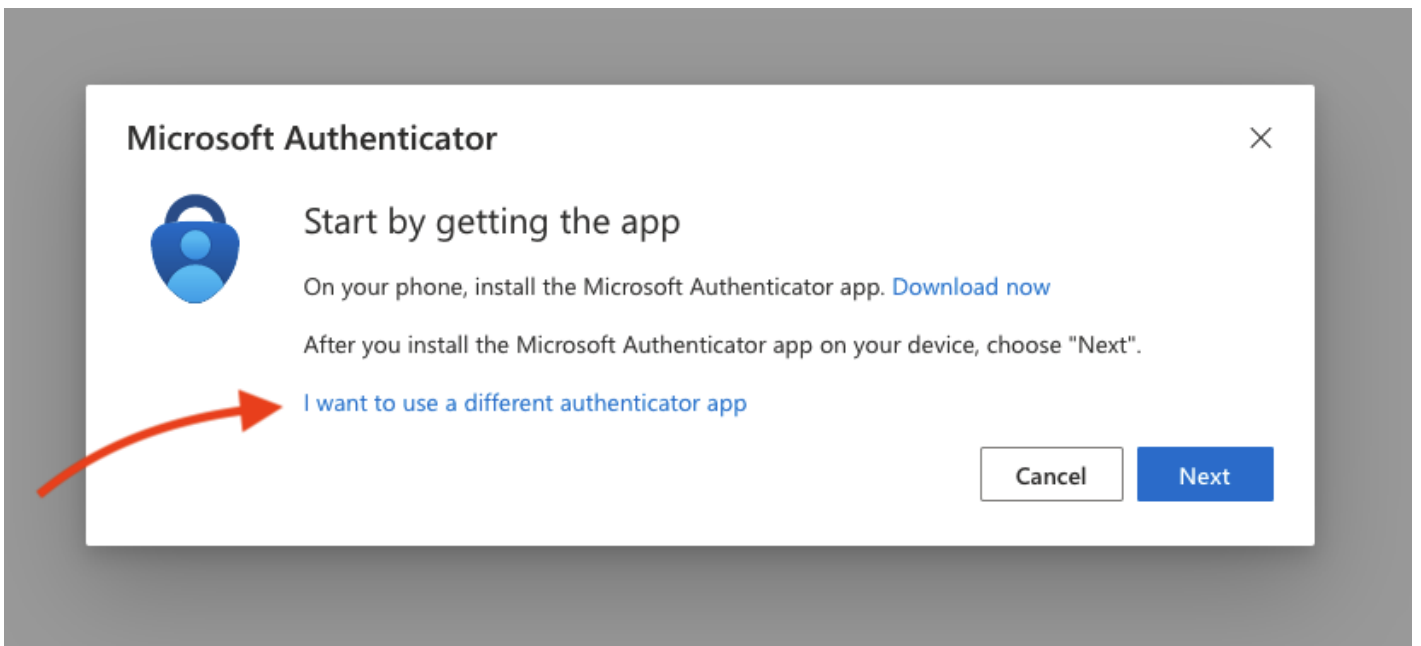 Microsoft Authenticator
Start by getting the app
On your phone, install the Microsoft Authenticator app. Download now
After you install the Microsoft Authenticator app on your device, choose "Next".
I want to use a different authenticator app
Cancel
Next